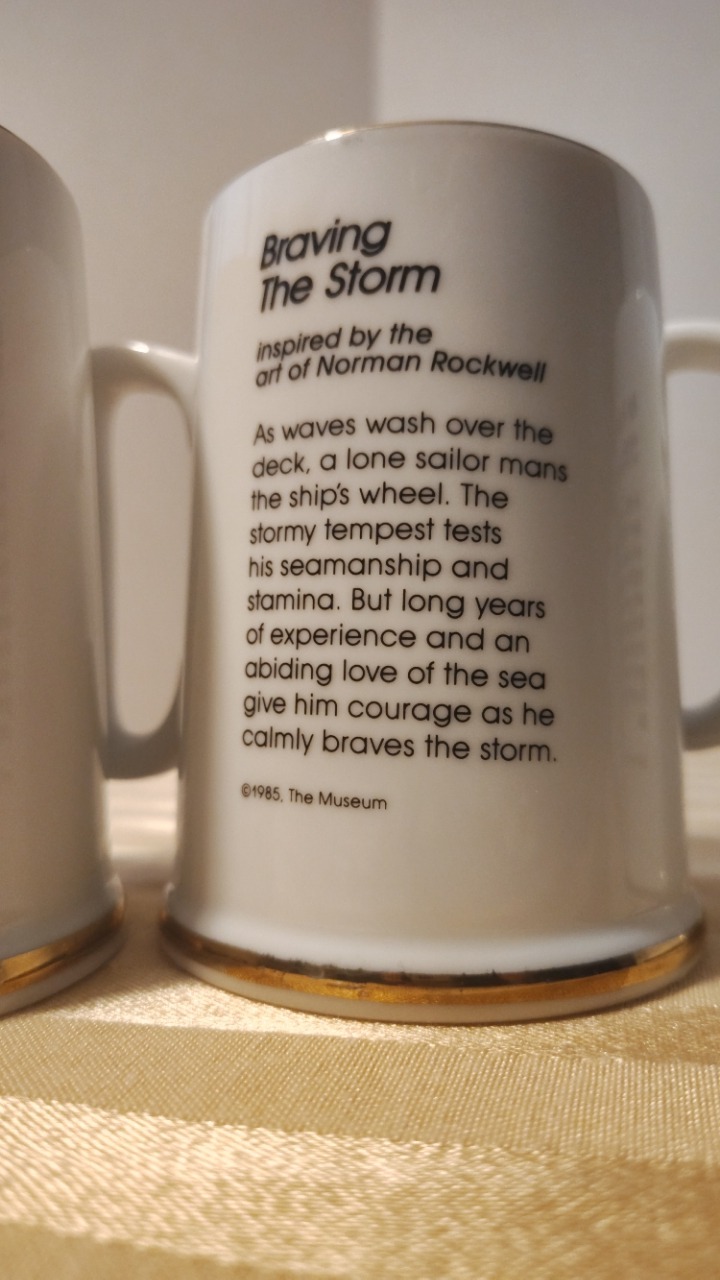 Braving
The Storm
inspired by the
art of Norman Rockwell
As waves wash over the
deck, a lone sailor mans
the ship's wheel. The
stormy tempest tests
his seamanship and
stamina. But long years
of experience and an
abiding love of the sea
give him courage as he
calmly braves the storm.
©1985, The Museum